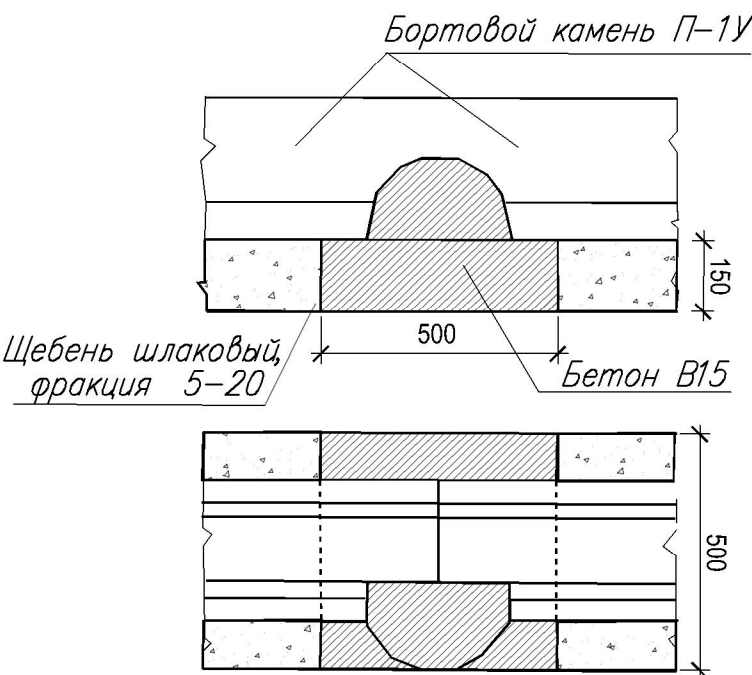 Бортовой камень П-1У
150
500
Щебень шлаковый,
фракция 5-20
Бетон В15
500